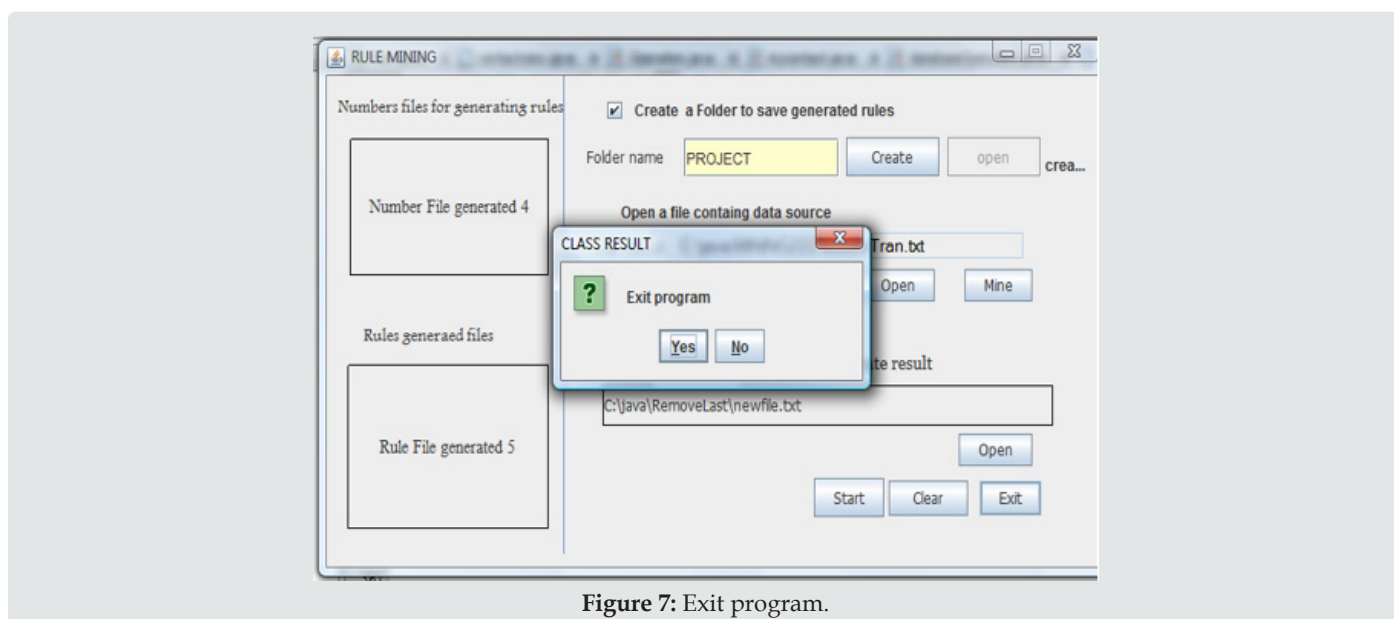 RULE MINING
Numbers files for generating rules
Create a Folder to save generated rules
Folder name PROJECT Create open crea...
Number File generated 4
Open a file containg data source
CLASS RESULT
Tran.txt
? Exit program
Open Mine
Yes No
Rules generaed files
te result
C:\java\RemoveLast\newfile.txt
Rule File generated 5
Open
Start Clear Exit
Figure 7: Exit program.